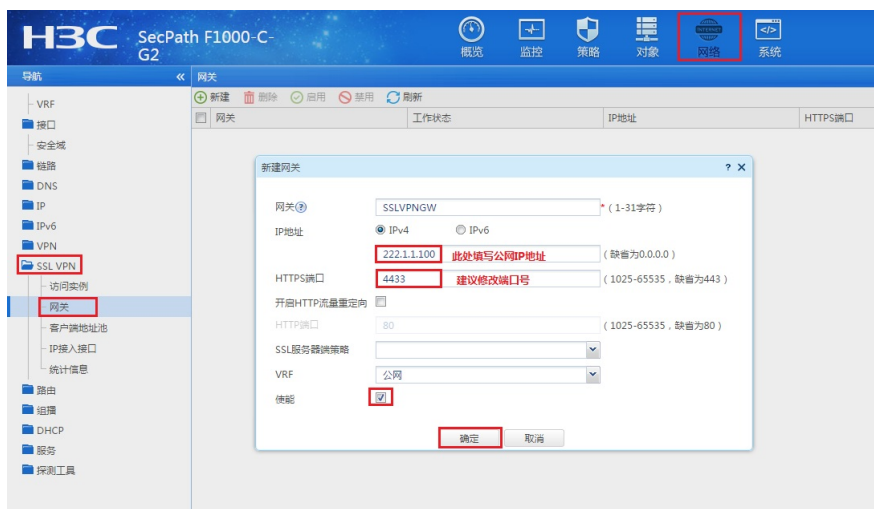 H3C SecPath F1000-C-G2
概览 监控 策略 对象 网络 系统
导航 «
VRF
接口
安全域
链路
DNS
IP
IPv6
VPN
SSL VPN
访问实例
网关
客户端地址池
IP接入接口
统计信息
路由
组播
DHCP
服务
探测工具
网关
新建 删除 启用 禁用 刷新
网关 工作状态 IP地址 HTTPS端口
新建网关 ? X
网关 ? SSLVPNGW * (1-31字符)
IP地址 IPv4 IPv6
222.1.1.100 此处填写公网IP地址 (缺省为0.0.0.0)
HTTPS端口 4433 建议修改端口号 (1025-65535,缺省为443)
开启HTTP流量重定向
HTTP端口 80 (1025-65535,缺省为80)
SSL服务器端策略
VRF 公网
使能
确定 取消